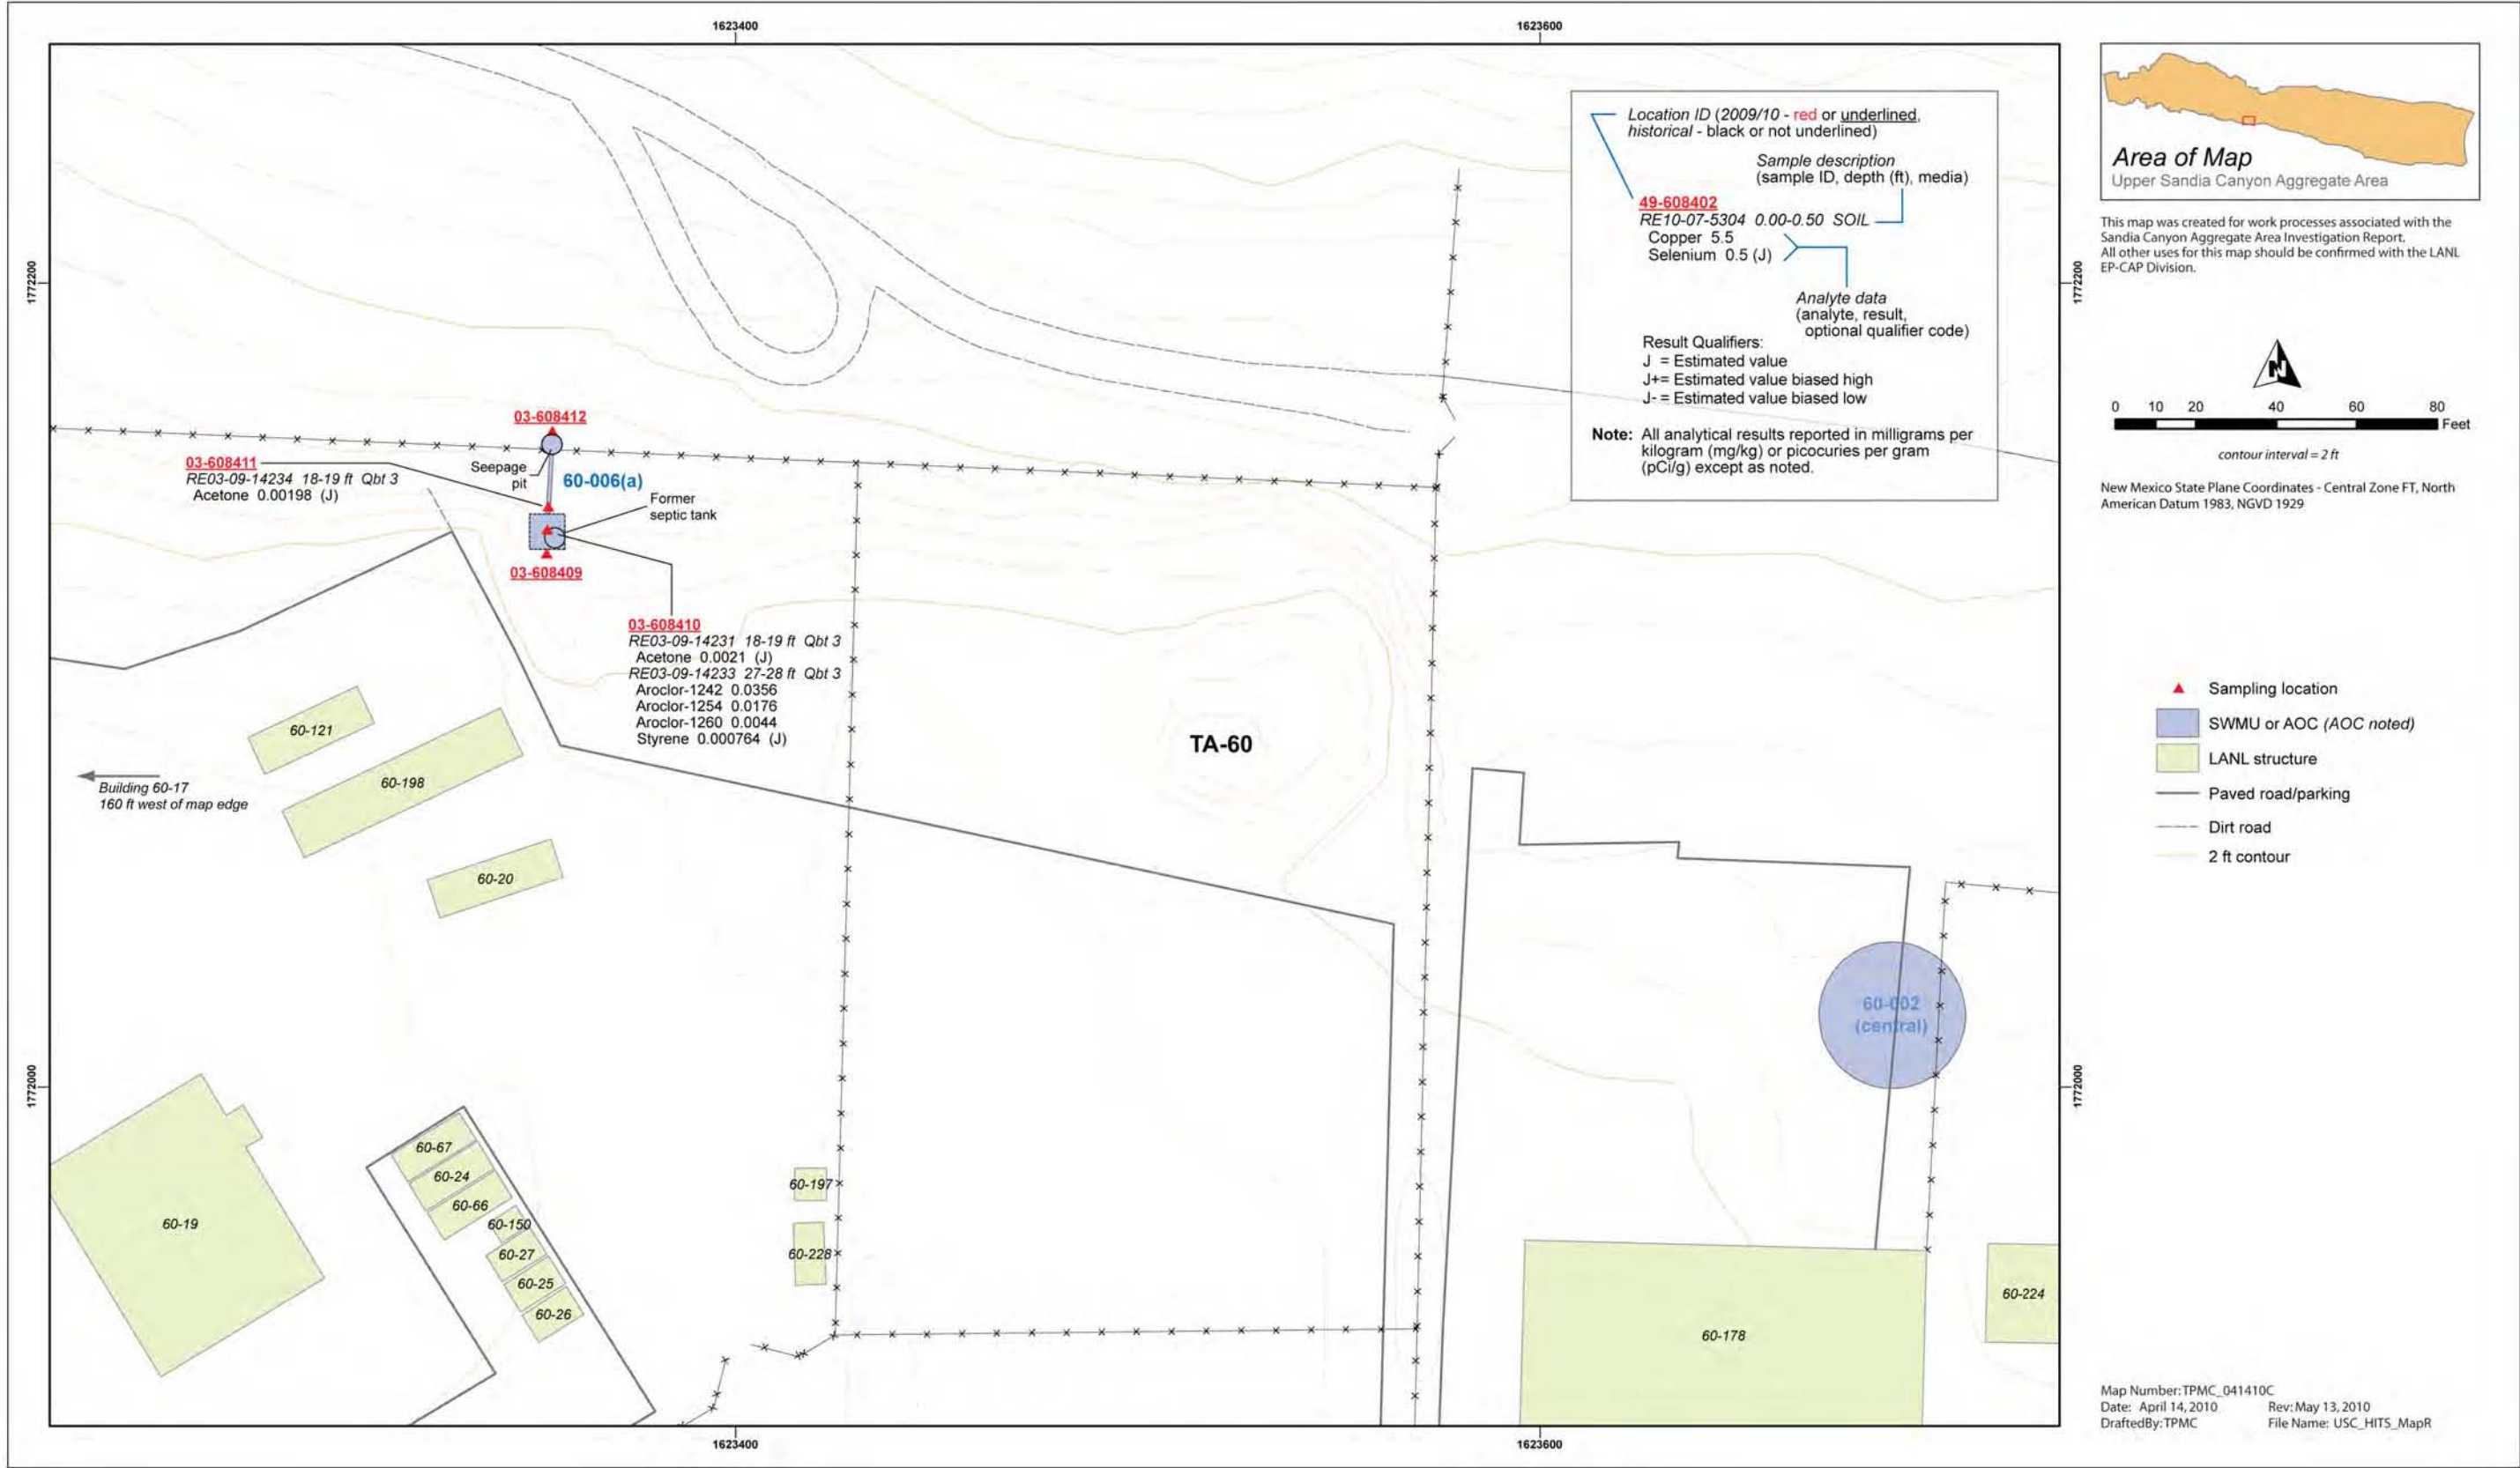 1623400
1623600
1772200
1772200
Location ID (2009/10 - red or underlined,
historical - black or not underlined)
Sample description
(sample ID, depth (ft), media)
49-608402
RE10-07-5304 0.00-0.50 SOIL
Copper 5.5
Selenium 0.5 (J)
Analyte data
(analyte, result,
optional qualifier code)
Result Qualifiers:
J = Estimated value
J+= Estimated value biased high
J- = Estimated value biased low
Note: All analytical results reported in milligrams per
kilogram (mg/kg) or picocuries per gram
(pCi/g) except as noted.
03-608412
03-608411
RE03-09-14234 18-19 ft Qbt 3
Acetone 0.00198 (J)
Seepage
pit
60-006(a)
Former
septic tank
03-608409
03-608410
RE03-09-14231 18-19 ft Qbt 3
Acetone 0.0021 (J)
RE03-09-14233 27-28 ft Qbt 3
Aroclor-1242 0.0356
Aroclor-1254 0.0176
Aroclor-1260 0.0044
Styrene 0.000764 (J)
TA-60
60-121
60-198
Building 60-17
160 ft west of map edge
60-20
60-002
(central)
1772000
1772000
60-67
60-24
60-66
60-150
60-27
60-25
60-26
60-19
60-197
60-228
60-178
60-224
1623400
1623600
Area of Map
Upper Sandia Canyon Aggregate Area
This map was created for work processes associated with the
Sandia Canyon Aggregate Area Investigation Report.
All other uses for this map should be confirmed with the LANL
EP-CAP Division.
N
0 10 20 40 60 80
Feet
contour interval = 2 ft
New Mexico State Plane Coordinates - Central Zone FT, North
American Datum 1983, NGVD 1929
Sampling location
SWMU or AOC (AOC noted)
LANL structure
Paved road/parking
Dirt road
2 ft contour
Map Number: TPMC_041410C
Date: April 14, 2010 Rev: May 13, 2010
DraftedBy: TPMC File Name: USC_HITS_MapR